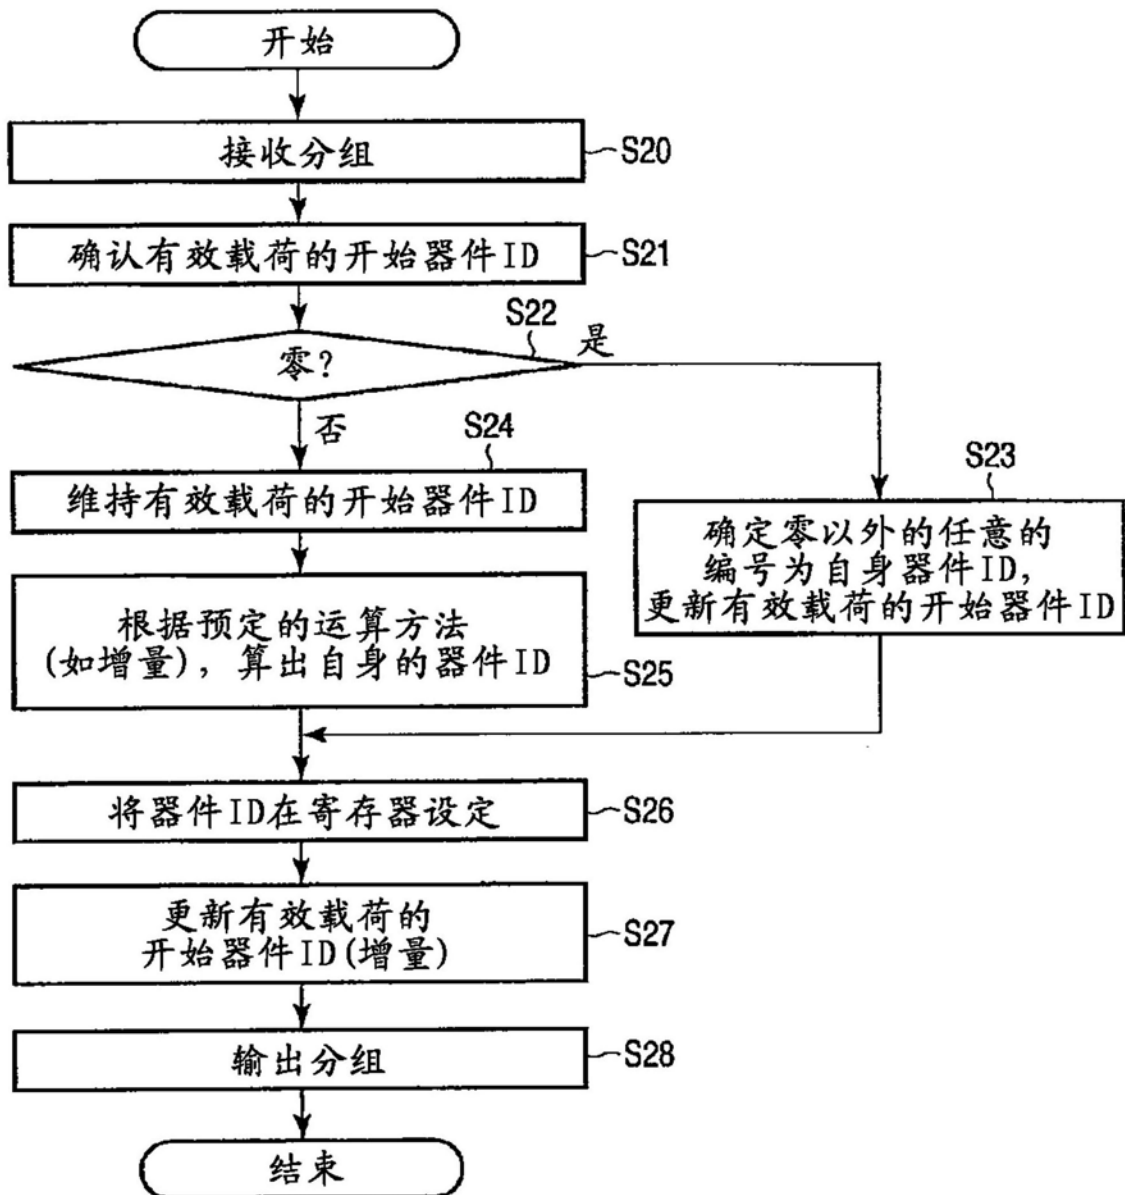 开始
接收分组
S20
确认有效载荷的开始器件ID
S21
S22
零?
是
否
S24
维持有效载荷的开始器件ID
S23
确定零以外的任意的
编号为自身器件ID,
更新有效载荷的开始器件ID
根据预定的运算方法
(如增量), 算出自身的器件ID
S25
将器件ID在寄存器设定
S26
更新有效载荷的
开始器件ID(增量)
S27
输出分组
S28
结束